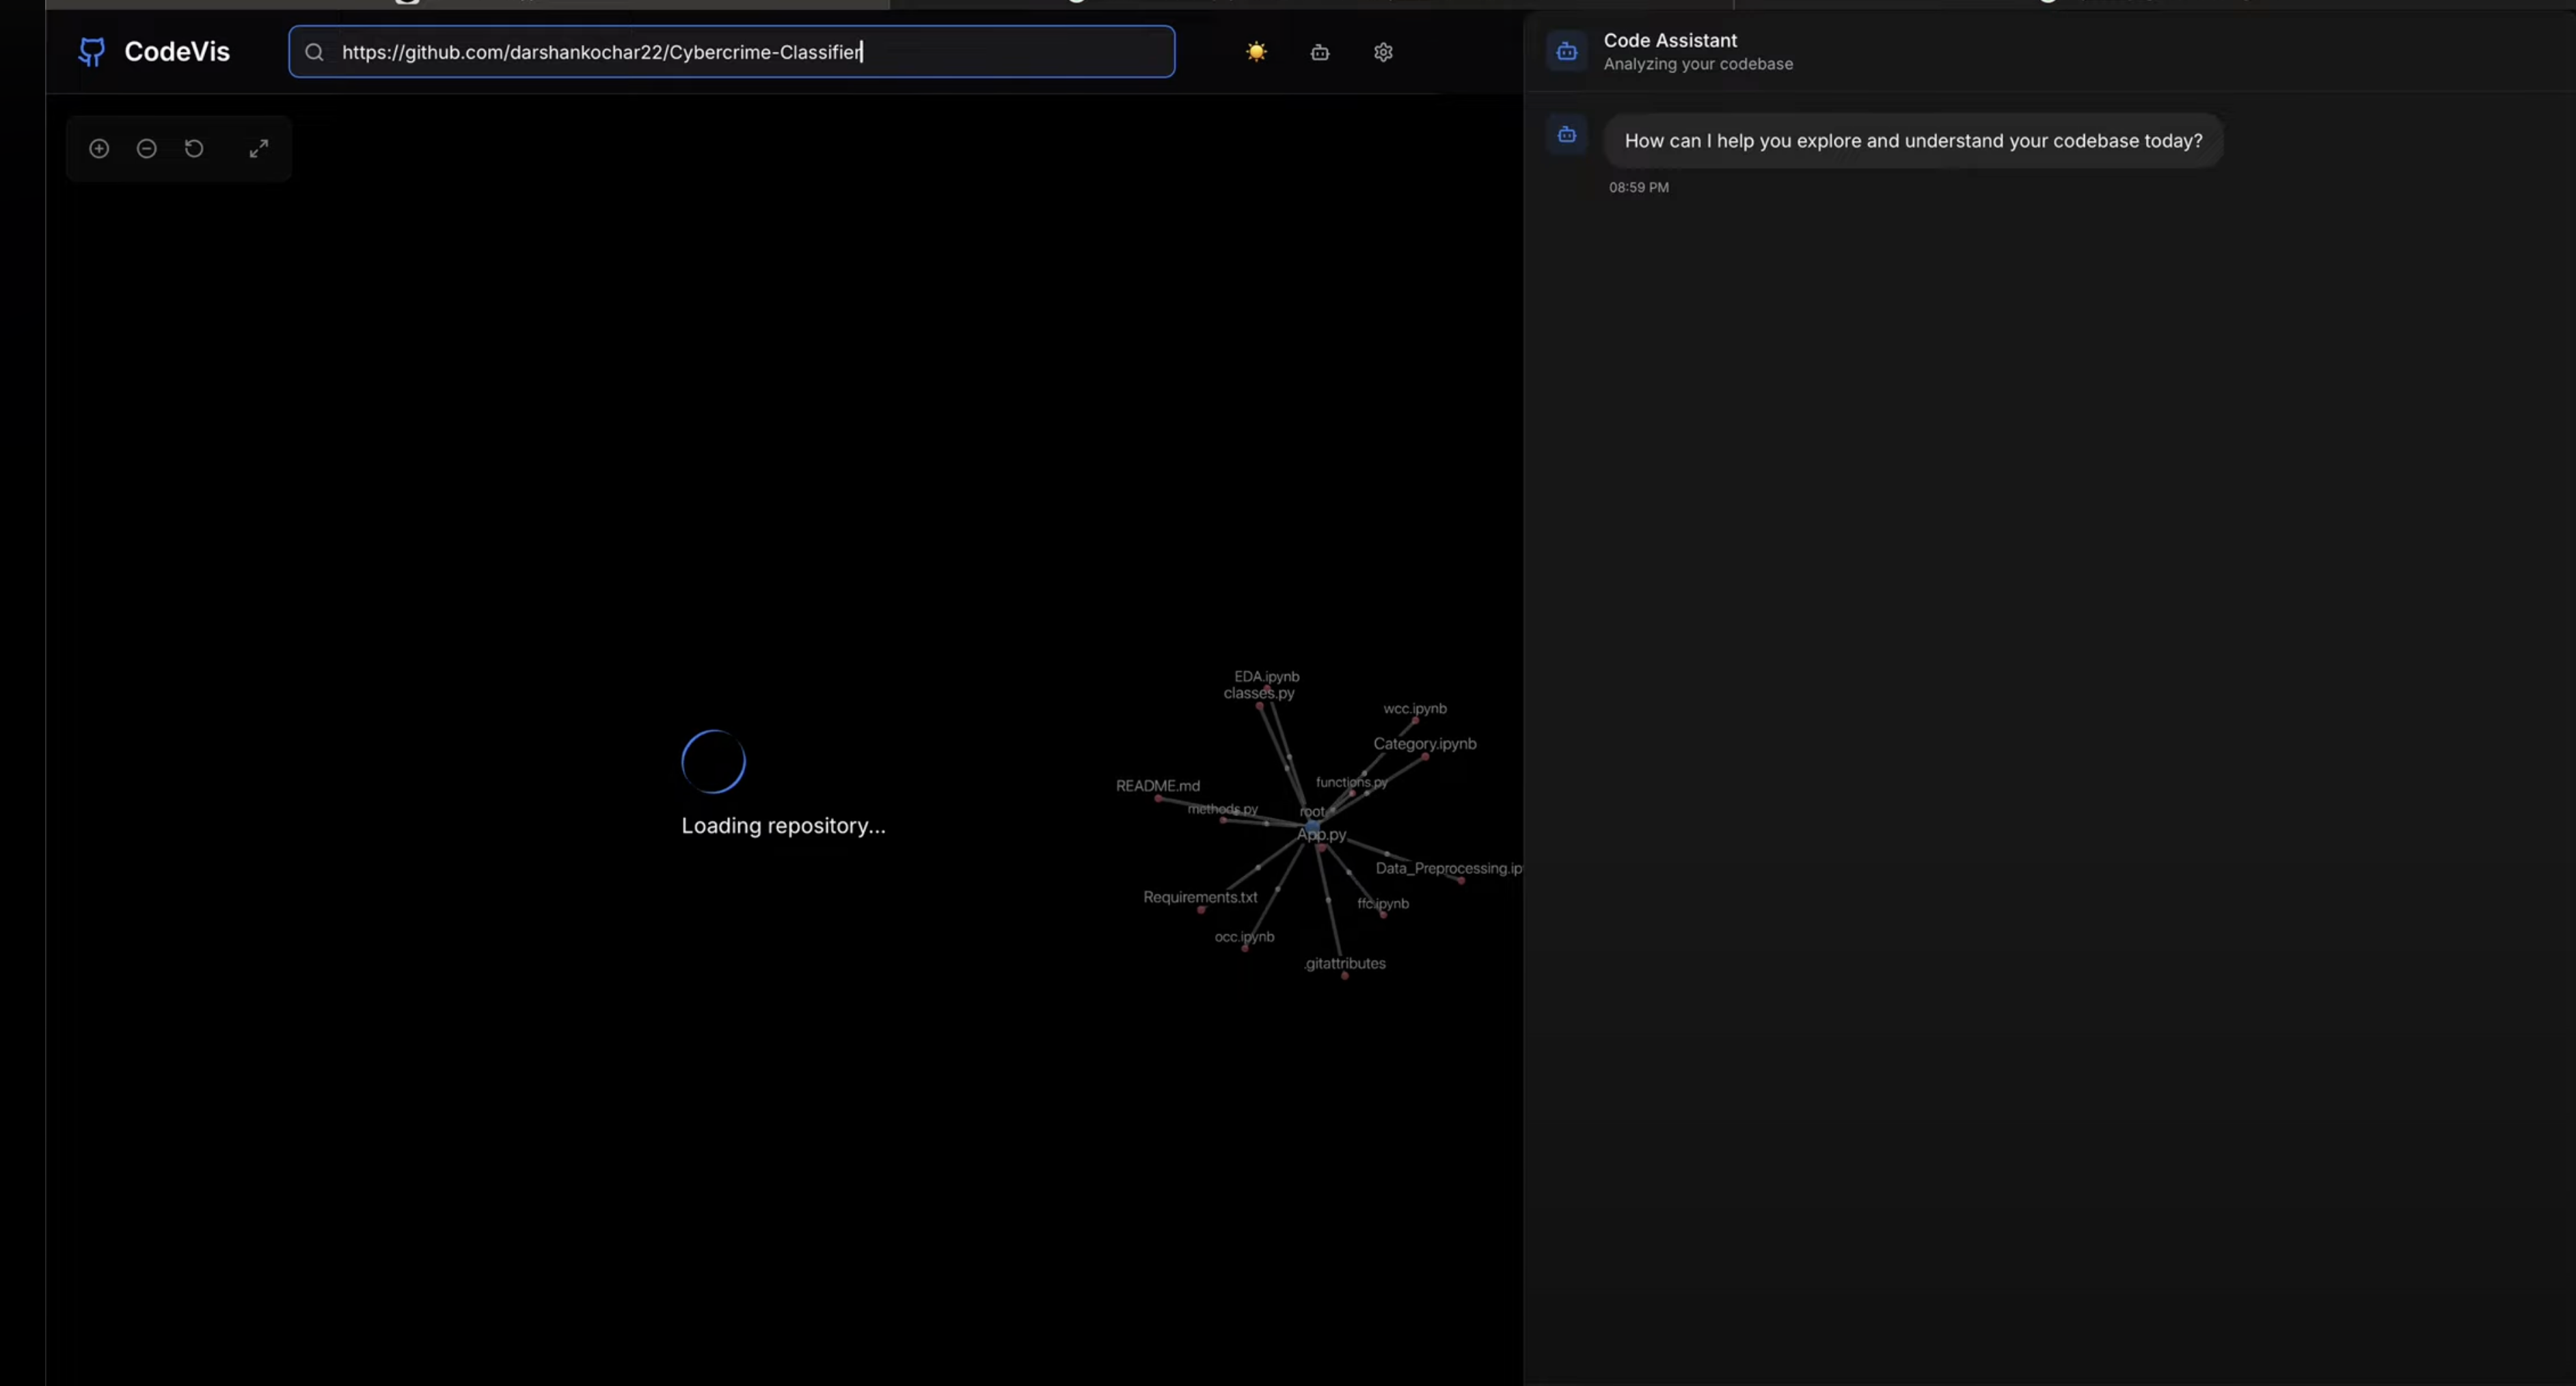 CodeVis
https://github.com/darshankochar22/Cybercrime-Classifier
Code Assistant
Analyzing your codebase
How can I help you explore and understand your codebase today?
08:59 PM
EDA.ipynb
classes.py
wcc.ipynb
Category.ipynb
functions.py
README.md
methods.py
root
App.py
Data_Preprocessing.ip
Requirements.txt
ffc.ipynb
occ.ipynb
.gitattributes
Loading repository...